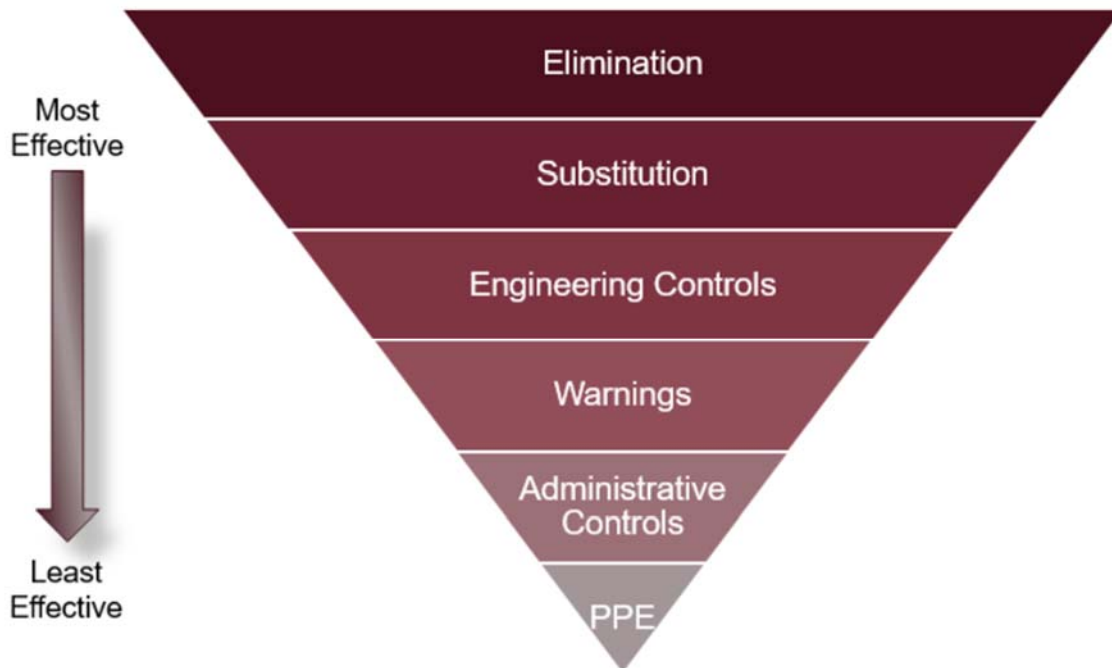 Elimination
Most
Effective
Substitution
Engineering Controls
Warnings
Administrative
Controls
Least
Effective
PPE